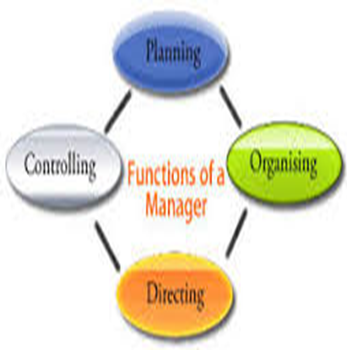 Planning
Controlling
Organising
Functions of a
Manager
Directing